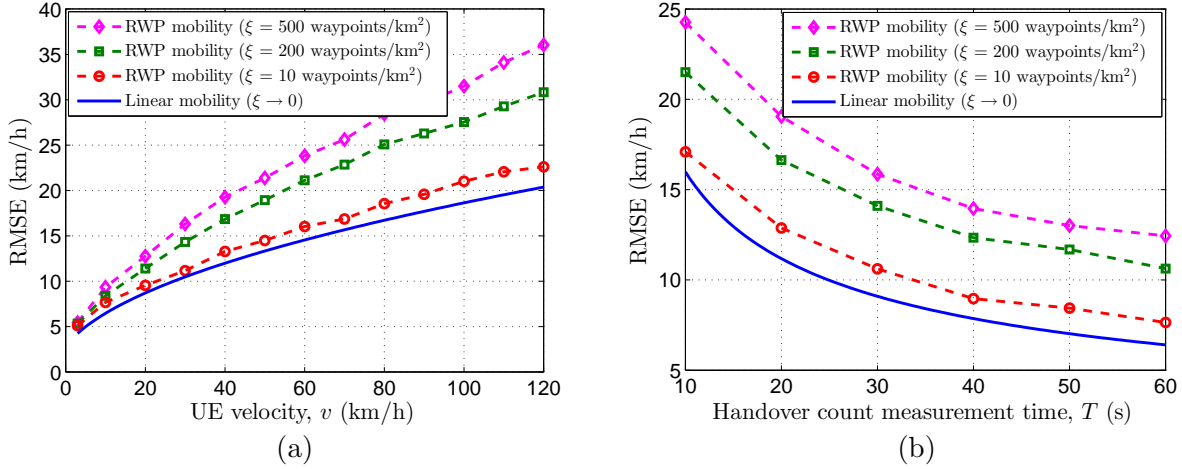 40
35
30
25
20
15
10
5
0
RMSE (km/h)
RWP mobility (ξ = 500 waypoints/km²)
RWP mobility (ξ = 200 waypoints/km²)
RWP mobility (ξ = 10 waypoints/km²)
Linear mobility (ξ → 0)
0 20 40 60 80 100 120
UE velocity, v (km/h)
(a)
25
20
15
10
5
RMSE (km/h)
RWP mobility (ξ = 500 waypoints/km²)
RWP mobility (ξ = 200 waypoints/km²)
RWP mobility (ξ = 10 waypoints/km²)
Linear mobility (ξ → 0)
10 20 30 40 50 60
Handover count measurement time, T (s)
(b)